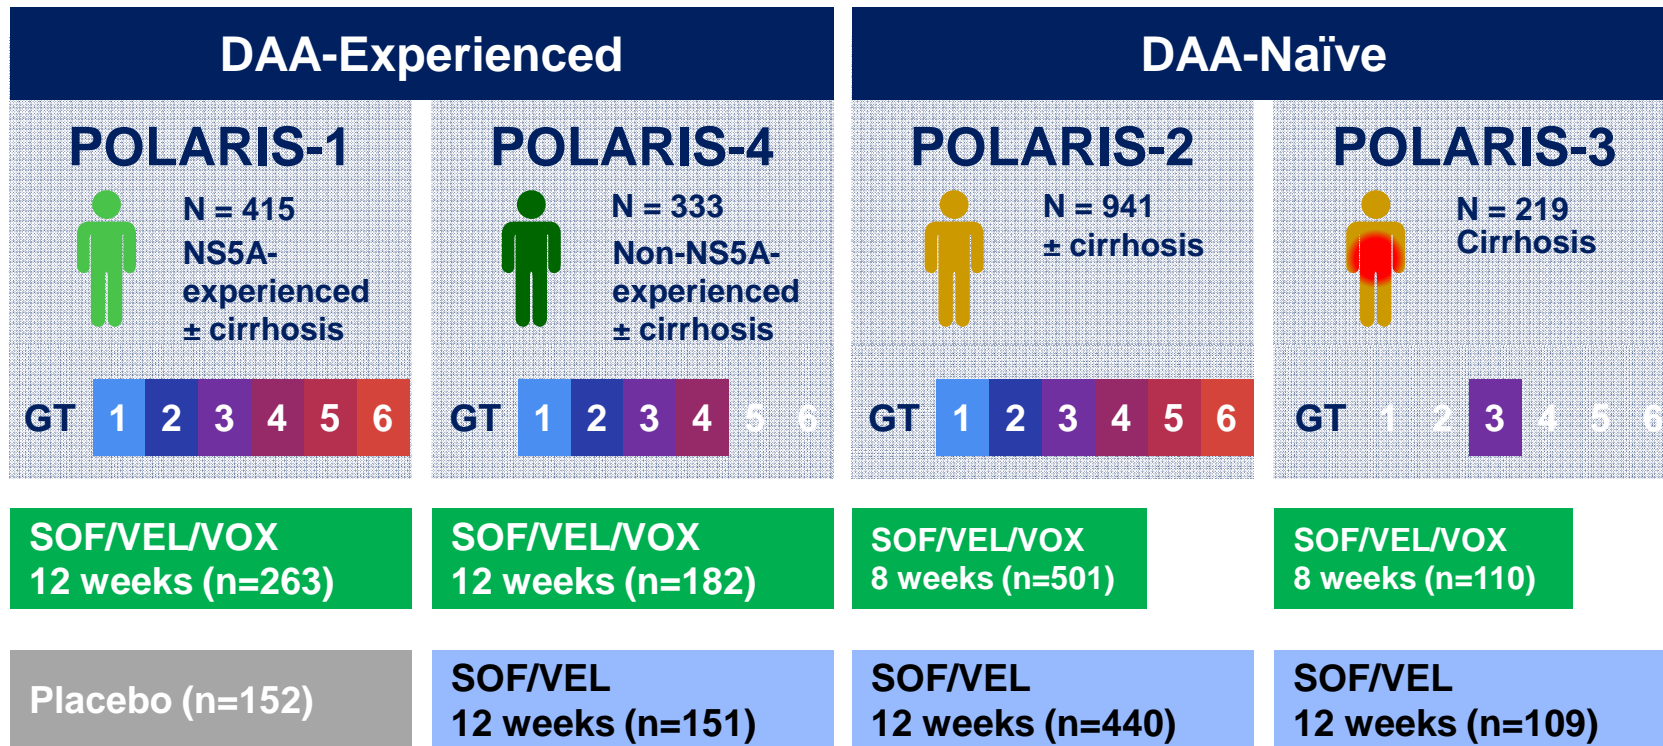 DAA-Experienced
DAA-Naïve
POLARIS-1
N = 415
NS5A-
experienced
± cirrhosis
GT 1 2 3 4 5 6
POLARIS-4
N = 333
Non-NS5A-
experienced
± cirrhosis
GT 1 2 3 4 5 6
POLARIS-2
N = 941
± cirrhosis
GT 1 2 3 4 5 6
POLARIS-3
N = 219
Cirrhosis
GT 1 2 3 4 5 6
SOF/VEL/VOX
12 weeks (n=263)
SOF/VEL/VOX
12 weeks (n=182)
SOF/VEL/VOX
8 weeks (n=501)
SOF/VEL/VOX
8 weeks (n=110)
Placebo (n=152)
SOF/VEL
12 weeks (n=151)
SOF/VEL
12 weeks (n=440)
SOF/VEL
12 weeks (n=109)